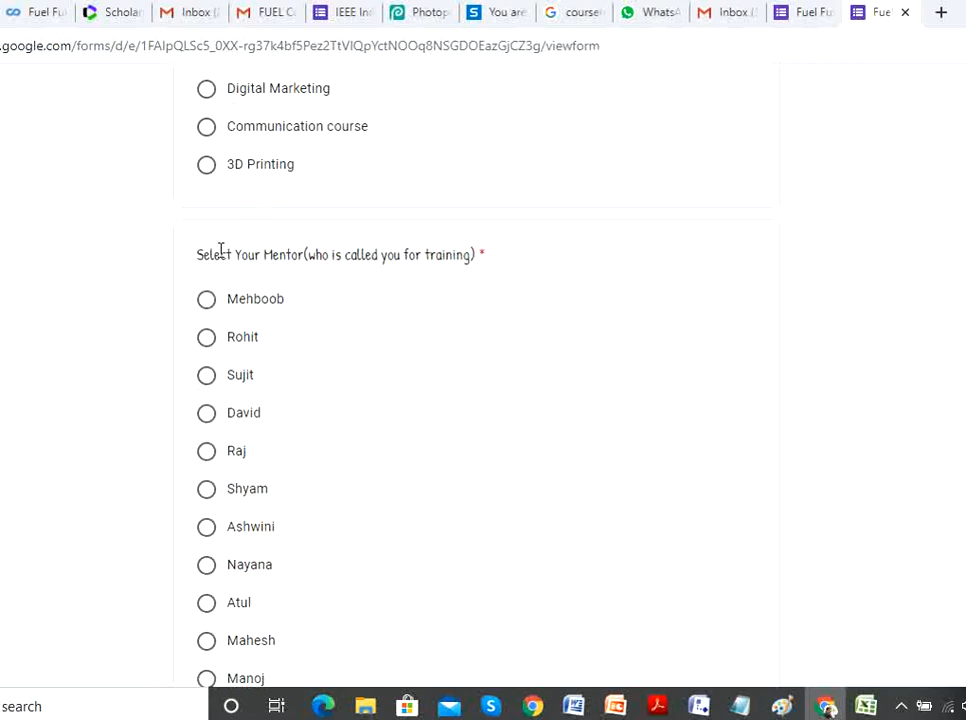 Fuel Fu
Scholar
Inbox (
FUEL C
IEEE In
Photop
You are
course
Whats
Inbox (
Fuel Fu
Fue
.google.com/forms/d/e/1FAIpQLSc5_0XX-rg37k4bf5Pez2TtVIQpYctNOOq8NSGDOEazGjCZ3g/viewform
Digital Marketing
Communication course
3D Printing
Select Your Mentor(who is called you for training) *
Mehboob
Rohit
Sujit
David
Raj
Shyam
Ashwini
Nayana
Atul
Mahesh
Manoj
search